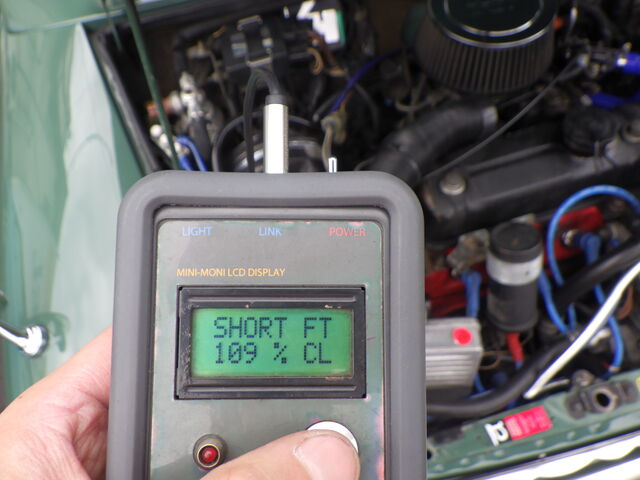 LIGHT LINK POWER
MINI-MONI LCD DISPLAY
SHORT FT
109 % CL